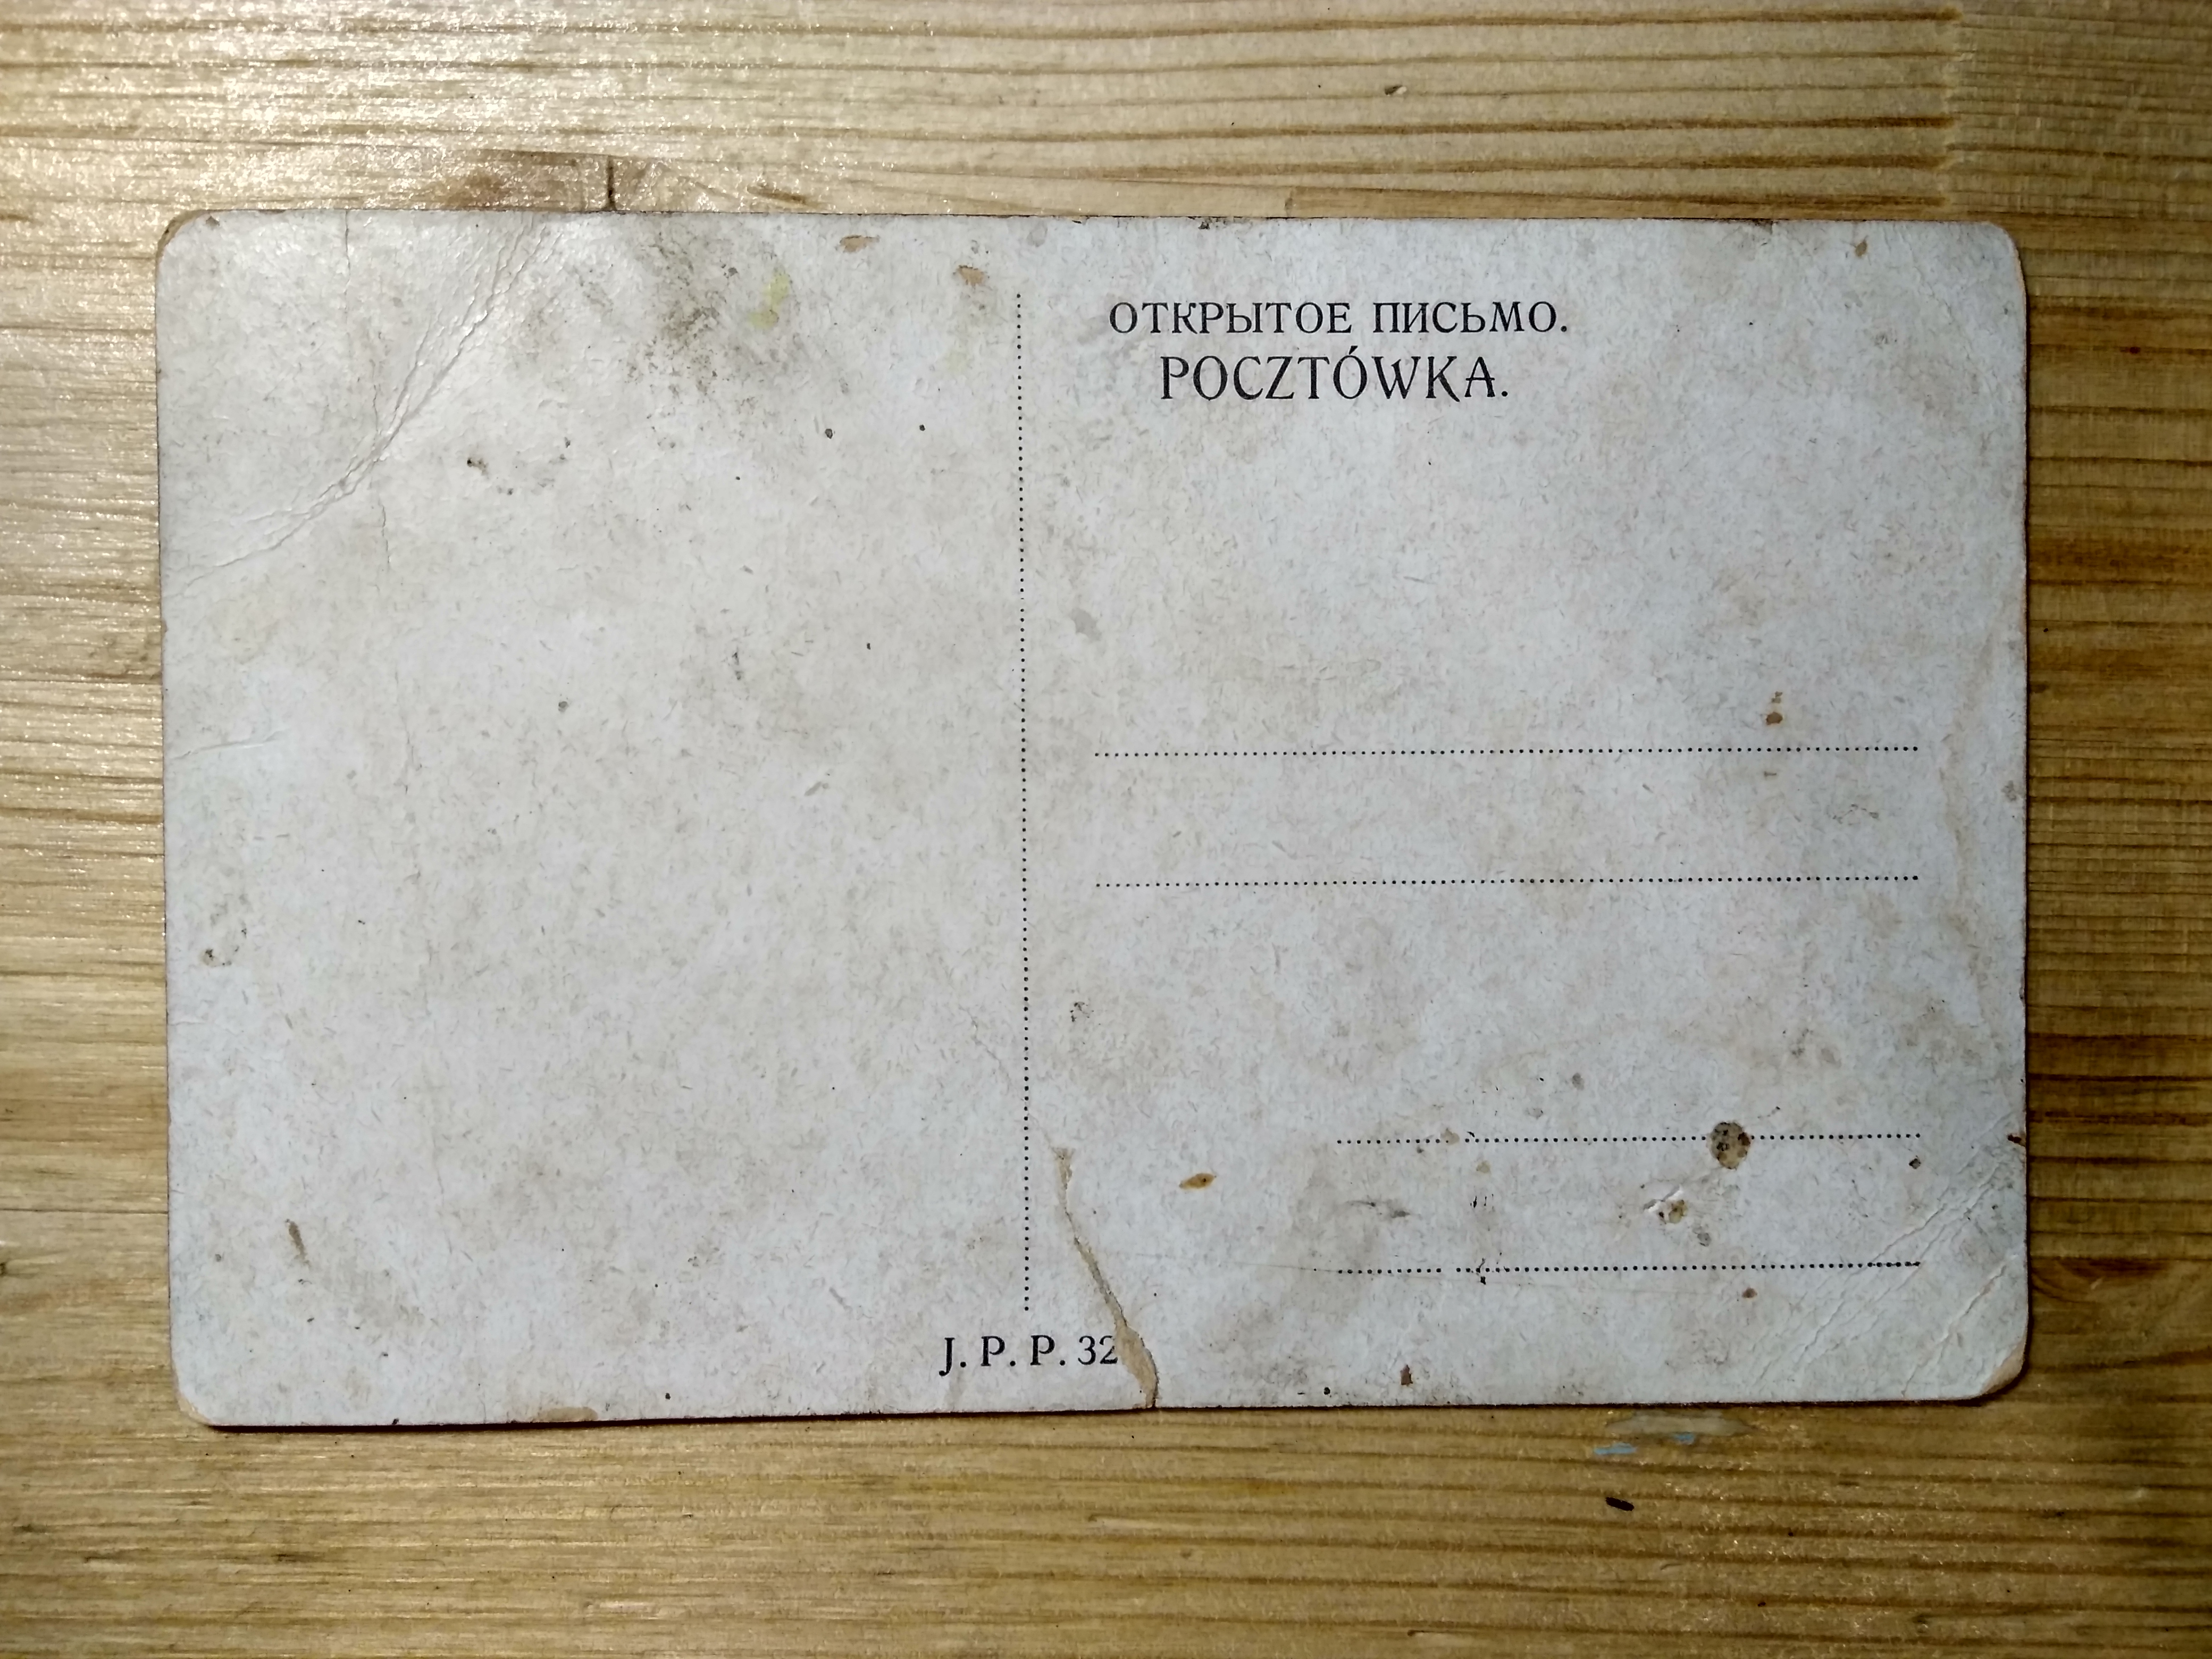 ОТКРЫТОЕ ПИСЬМО.
POCZTÓWKA.
J. P. P. 32